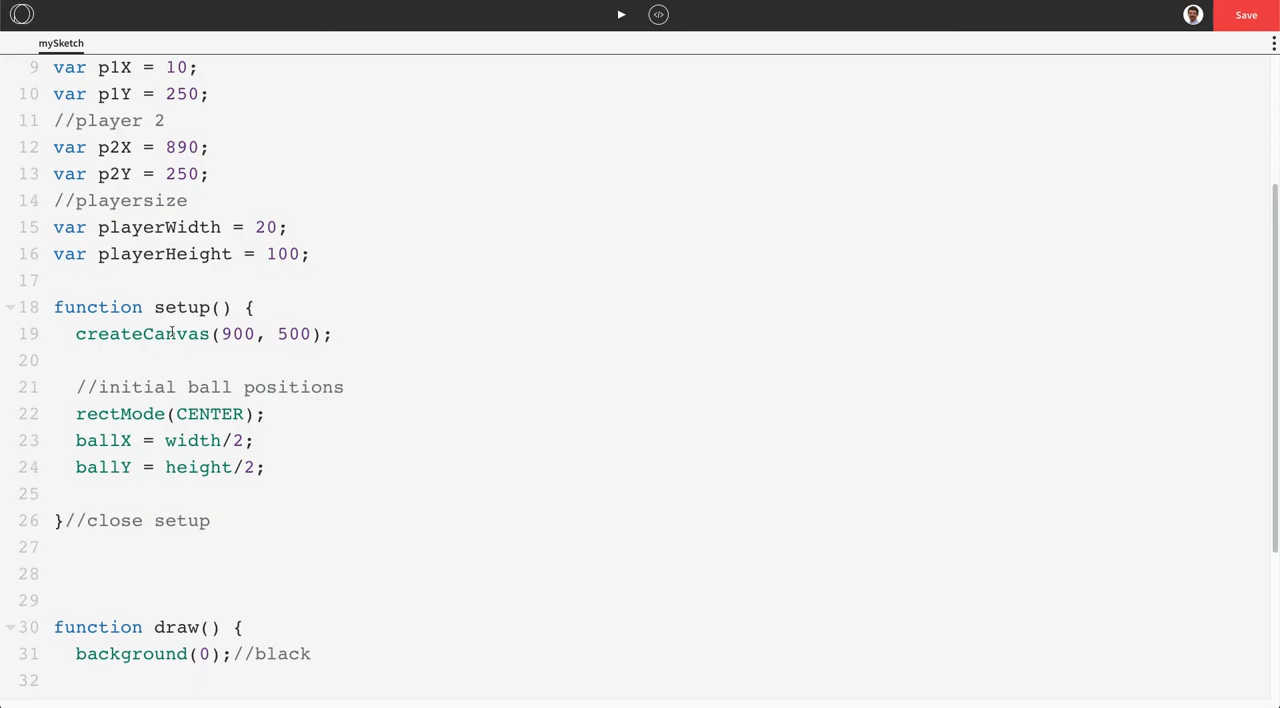 </>
Save
mySketch
9 var p1X = 10;
10 var p1Y = 250;
11 //player 2
12 var p2X = 890;
13 var p2Y = 250;
14 //playersize
15 var playerWidth = 20;
16 var playerHeight = 100;
17
18 function setup() {
19 createCanvas(900, 500);
20
21 //initial ball positions
22 rectMode(CENTER);
23 ballX = width/2;
24 ballY = height/2;
25
26 }//close setup
27
28
29
30 function draw() {
31 background(0);//black
32